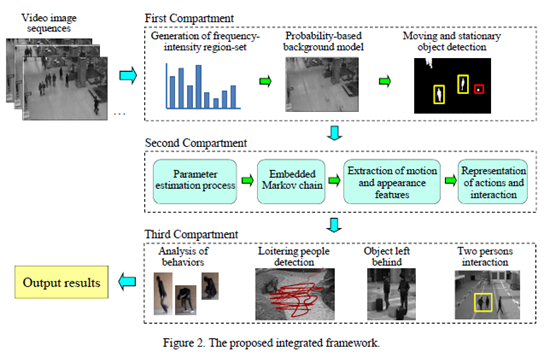 Video image
sequences
...
First Compartment
Generation of frequency-
intensity region-set
Probability-based
background model
Moving and stationary
object detection
Second Compartment
Parameter
estimation process
Embedded
Markov chain
Extraction of motion
and appearance
features
Representation
of actions and
interaction
Third Compartment
Analysis of
behaviors
Loitering people
detection
Object left
behind
Two persons
interaction
Output results
Figure 2. The proposed integrated framework.